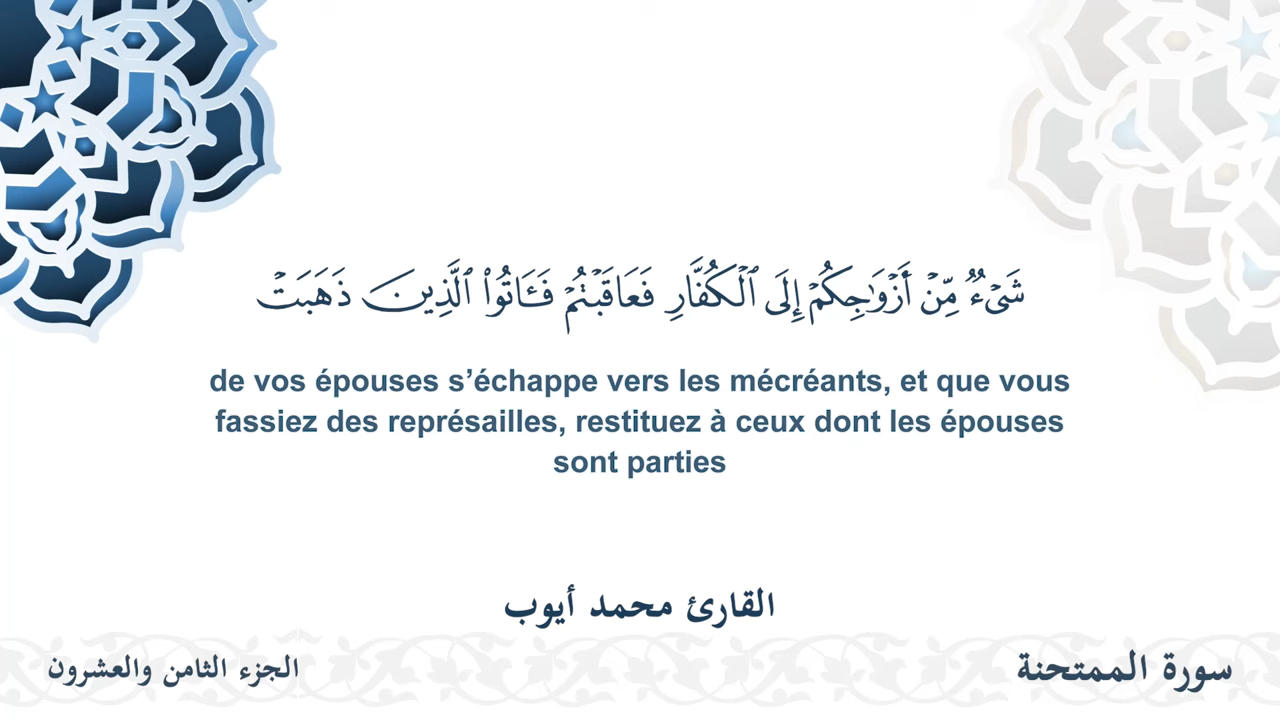 شَىْءٌ مِّنْ أَزْوَٰجِكُمْ إِلَى ٱلْكُفَّارِ فَعَاقَبْتُمْ فَـَٔاتُوا۟ ٱلَّذِينَ ذَهَبَتْ
de vos épouses s’échappe vers les mécréants, et que vous
fassiez des représailles, restituez à ceux dont les épouses
sont parties
القارئ محمد أيوب
سورة الممتحنة
الجزء الثامن والعشرون